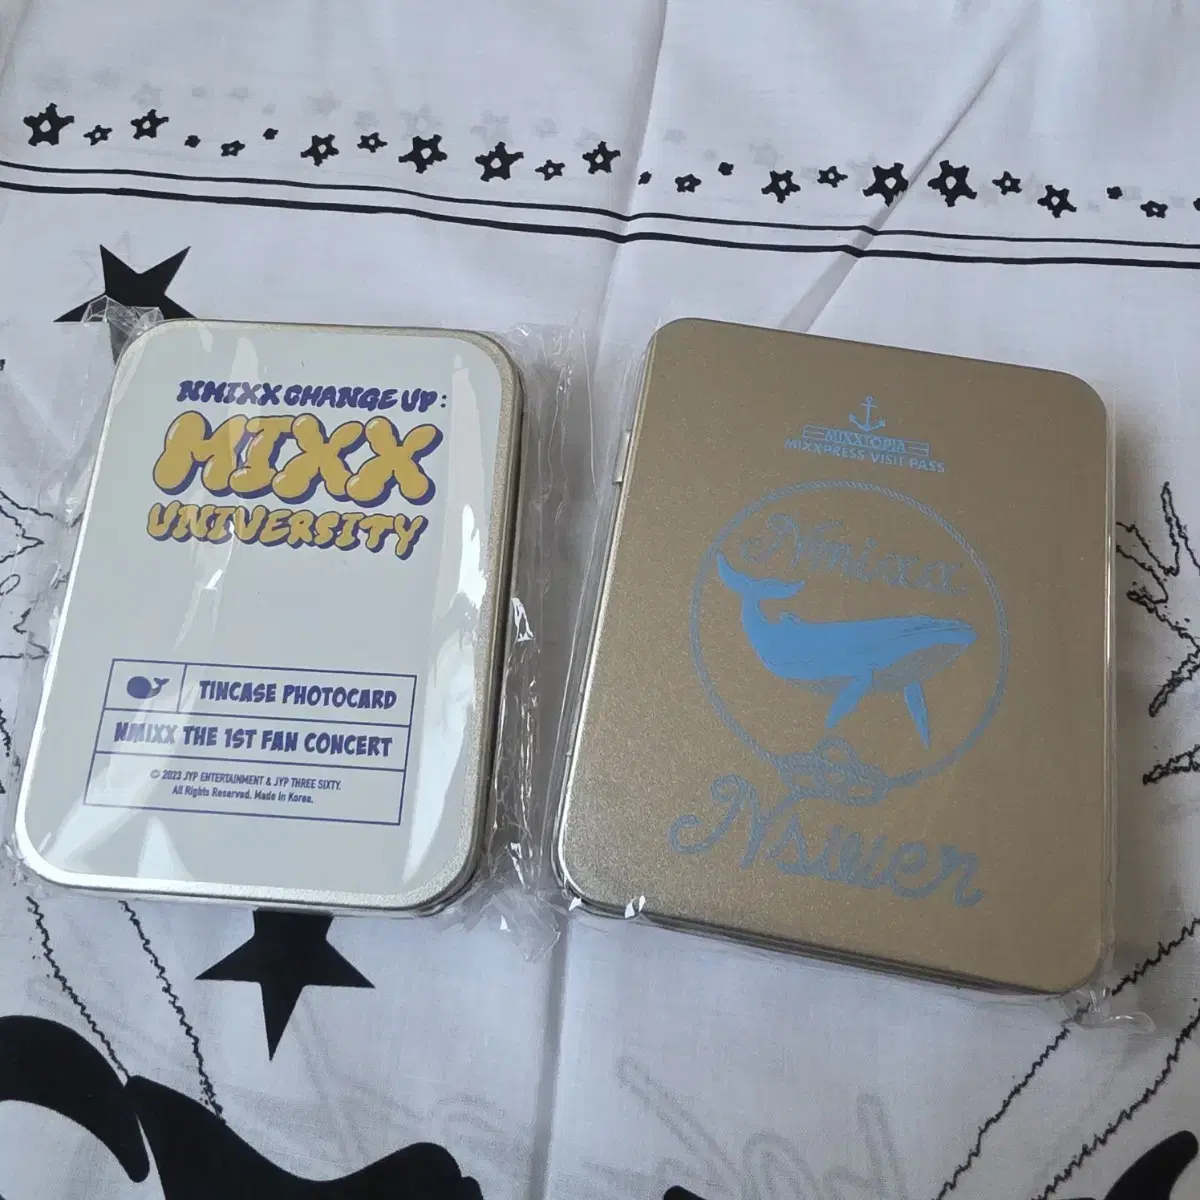 NMIXX CHANGE UP:
MIXX
UNIVERSITY
TINCASE PHOTOCARD
NMIXX THE 1ST FAN CONCERT
© 2023 JYP ENTERTAINMENT & JYP THREE SIXTY.
All Rights Reserved. Made in Korea.
MIXXTOPIA
MIXXPRESS VISIT PASS
Nmixx
NSWER